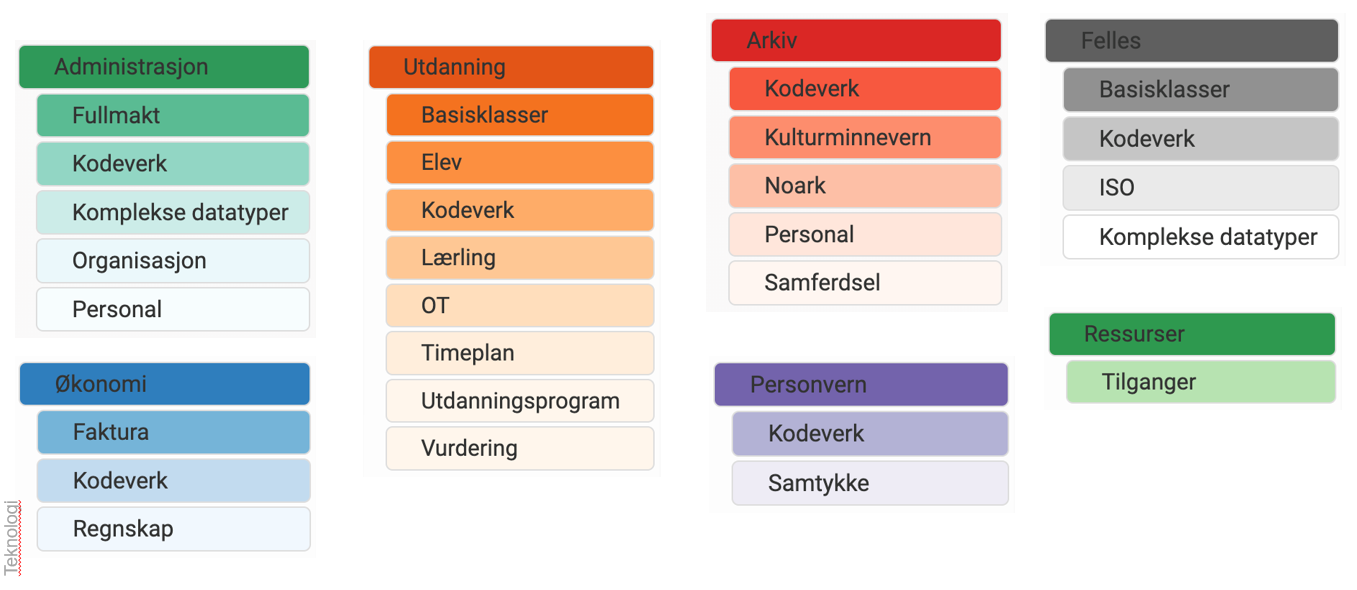 Administrasjon
Fullmakt
Kodeverk
Komplekse datatyper
Organisasjon
Personal
Økonomi
Faktura
Kodeverk
Regnskap
Utdanning
Basisklasser
Elev
Kodeverk
Lærling
OT
Timeplan
Utdanningsprogram
Vurdering
Arkiv
Kodeverk
Kulturminnevern
Noark
Personal
Samferdsel
Personvern
Kodeverk
Samtykke
Felles
Basisklasser
Kodeverk
ISO
Komplekse datatyper
Ressurser
Tilganger
Teknologi